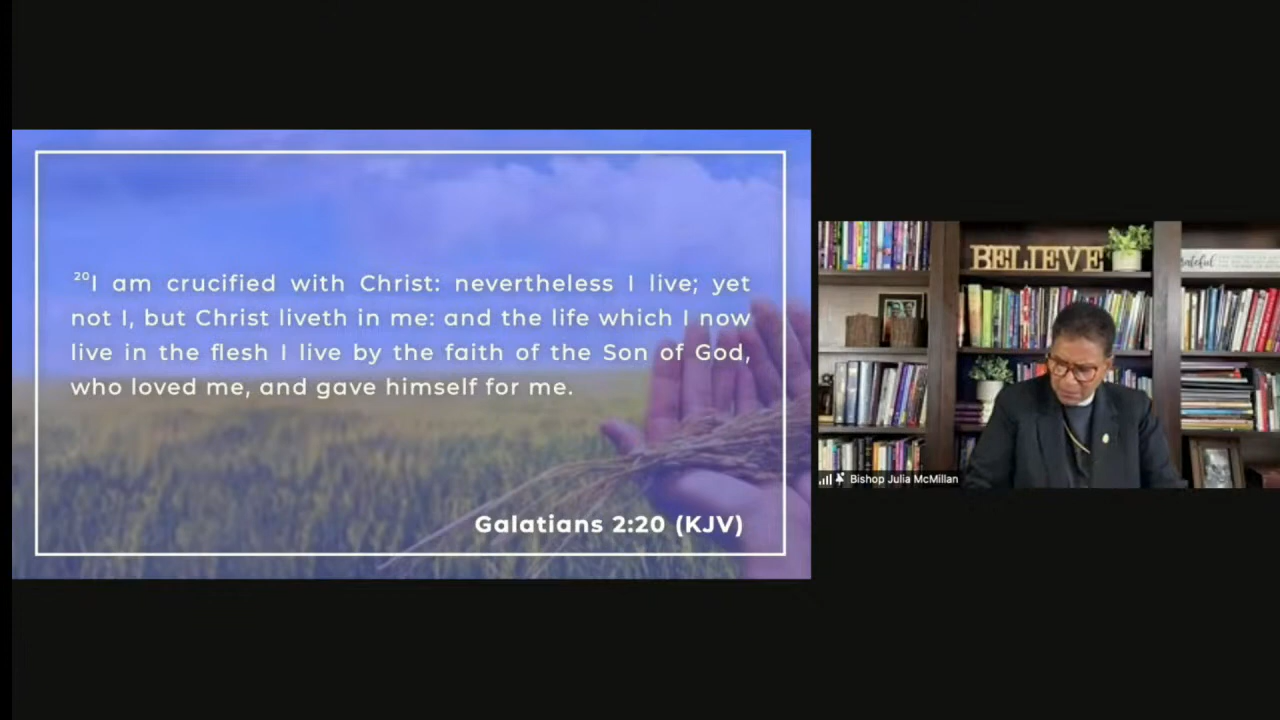 ²⁰I am crucified with Christ: nevertheless I live; yet
not I, but Christ liveth in me: and the life which I now
live in the flesh I live by the faith of the Son of God,
who loved me, and gave himself for me.
Galatians 2:20 (KJV)
BELIEVE
Bishop Julia McMillan